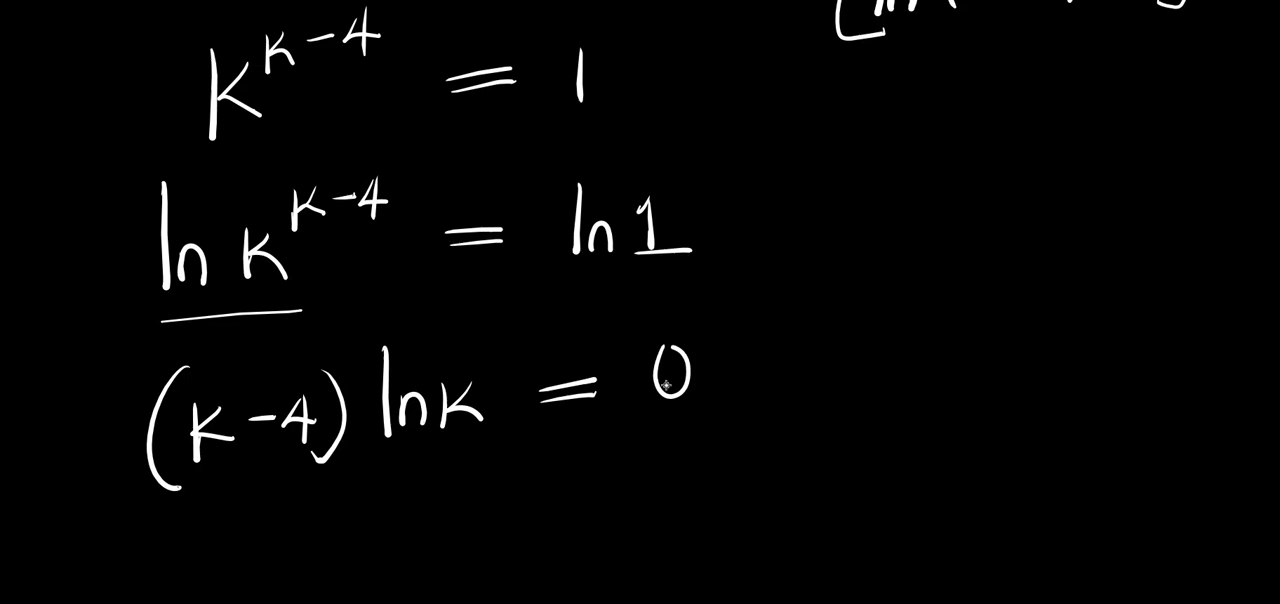 k^{k-4} = 1
ln k^{k-4} = ln 1
(k-4) ln k = 0